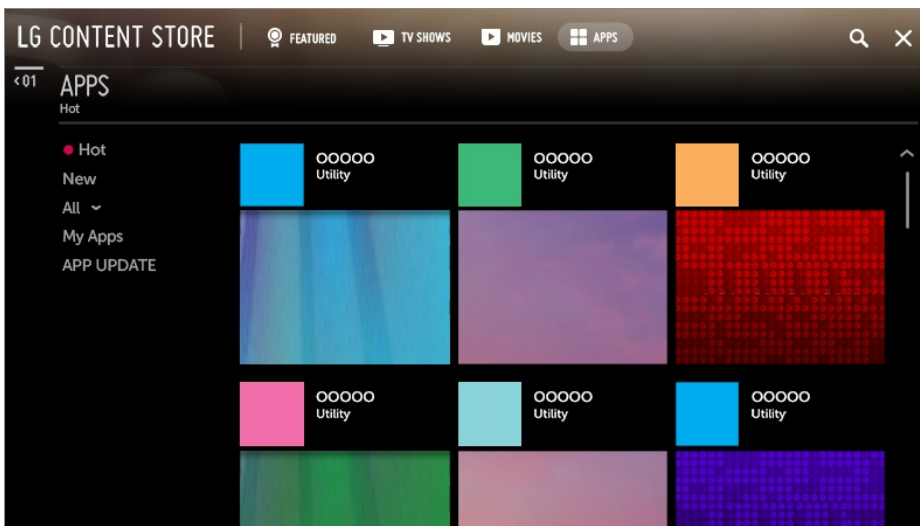 LG CONTENT STORE
FEATURED
TV SHOWS
MOVIES
APPS
<01
APPS
Hot
Hot
New
All
My Apps
APP UPDATE
OOOOO
Utility
OOOOO
Utility
OOOOO
Utility
OOOOO
Utility
OOOOO
Utility
OOOOO
Utility